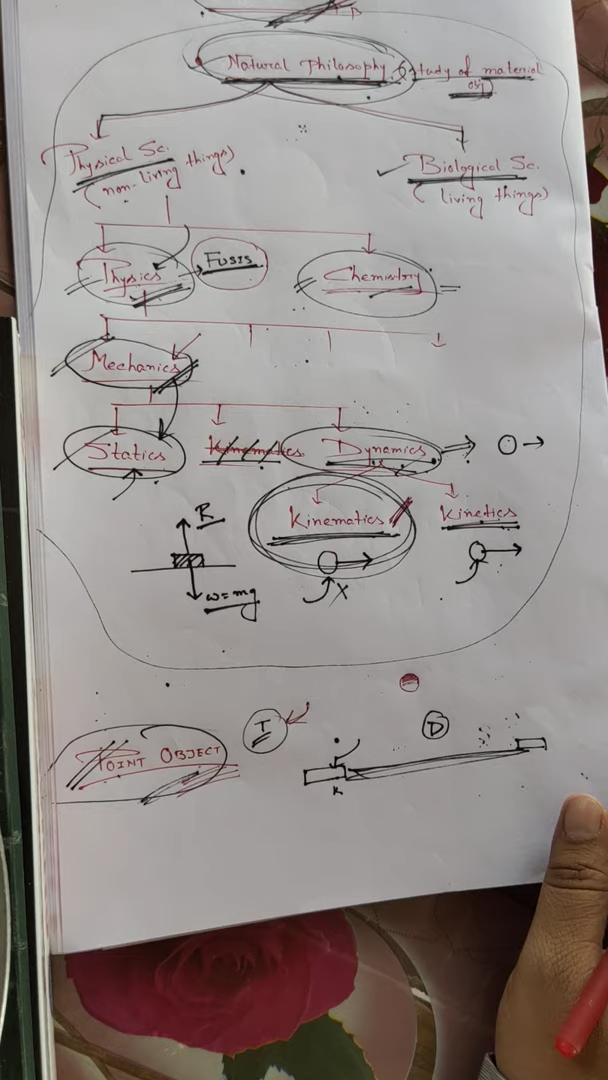 Natural Philosophy (Study of material obj)
Physical Sc.
(non-living things)
Biological Sc.
(living things)
Physics
FUSIS
Chemistry
Mechanics
Statics
Kinematics
Dynamics
Kinematics
Kinetics
R
w=mg
X
T
D
POINT OBJECT
K